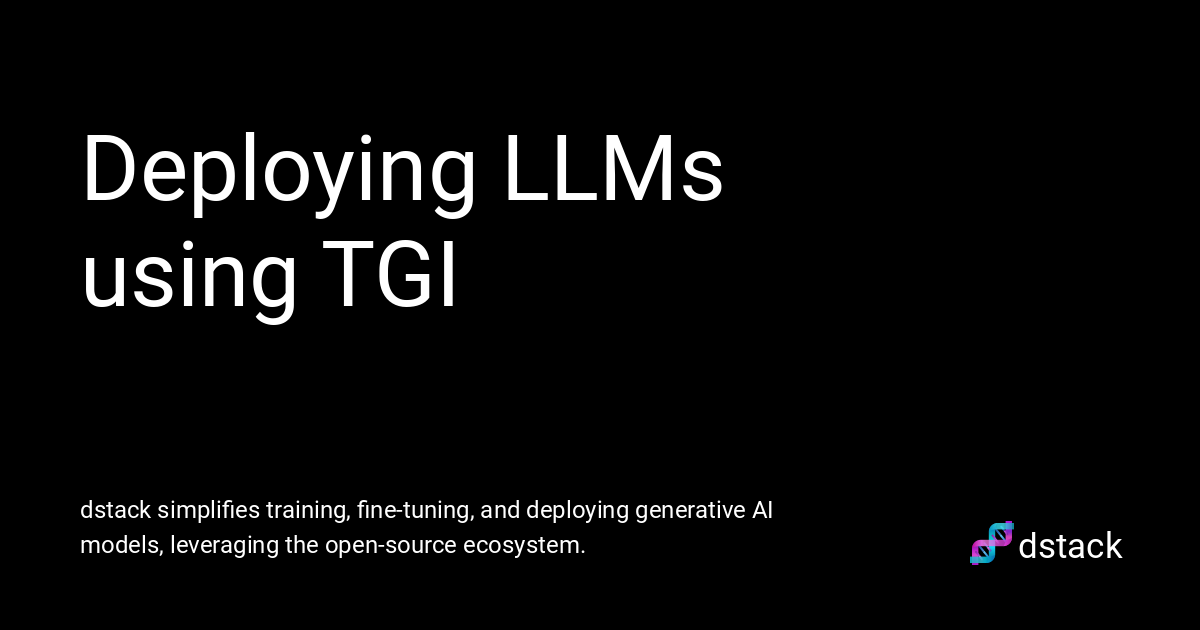 Deploying LLMs
using TGI
dstack simplifies training, fine-tuning, and deploying generative AI
models, leveraging the open-source ecosystem.
dstack